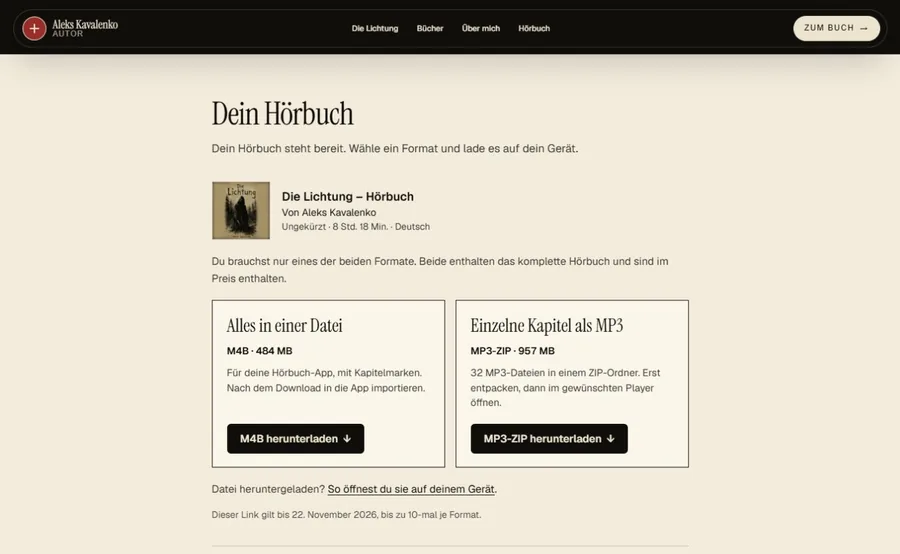 Aleks Kavalenko
AUTOR
Die Lichtung
Bücher
Über mich
Hörbuch
ZUM BUCH →
Dein Hörbuch
Dein Hörbuch steht bereit. Wähle ein Format und lade es auf dein Gerät.
Die
Lichtung
Die Lichtung – Hörbuch
Von Aleks Kavalenko
Ungekürzt · 8 Std. 18 Min. · Deutsch
Du brauchst nur eines der beiden Formate. Beide enthalten das komplette Hörbuch und sind im
Preis enthalten.
Alles in einer Datei
M4B · 484 MB
Für deine Hörbuch-App, mit Kapitelmarken.
Nach dem Download in die App importieren.
M4B herunterladen ↓
Einzelne Kapitel als MP3
MP3-ZIP · 957 MB
32 MP3-Dateien in einem ZIP-Ordner. Erst
entpacken, dann im gewünschten Player
öffnen.
MP3-ZIP herunterladen ↓
Datei heruntergeladen? So öffnest du sie auf deinem Gerät.
Dieser Link gilt bis 22. November 2026, bis zu 10-mal je Format.